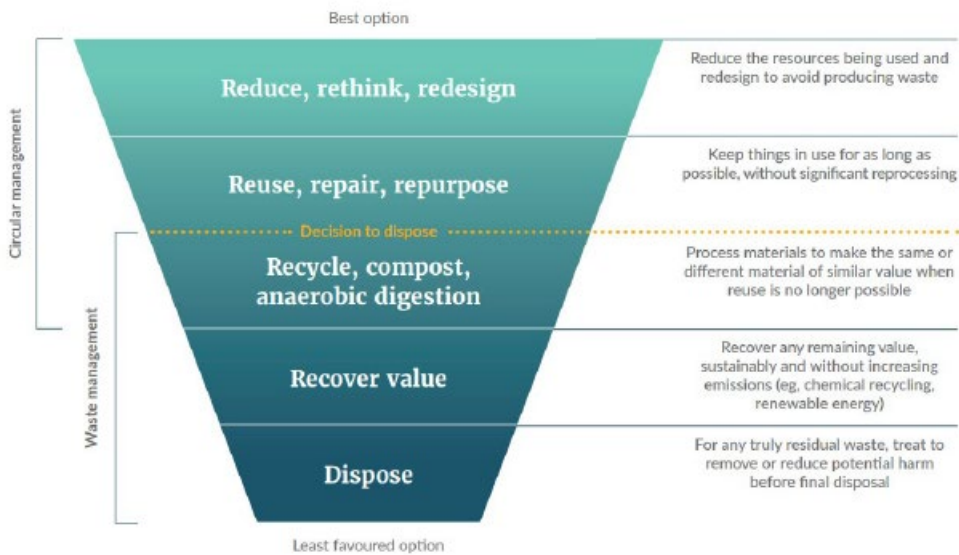 Best option
Circular management
Waste management
Reduce, rethink, redesign
Reduce the resources being used and
redesign to avoid producing waste
Reuse, repair, repurpose
Keep things in use for as long as
possible, without significant reprocessing
Decision to dispose
Recycle, compost,
anaerobic digestion
Process materials to make the same or
different material of similar value when
reuse is no longer possible
Recover value
Recover any remaining value,
sustainably and without increasing
emissions (eg, chemical recycling,
renewable energy)
Dispose
For any truly residual waste, treat to
remove or reduce potential harm
before final disposal
Least favoured option